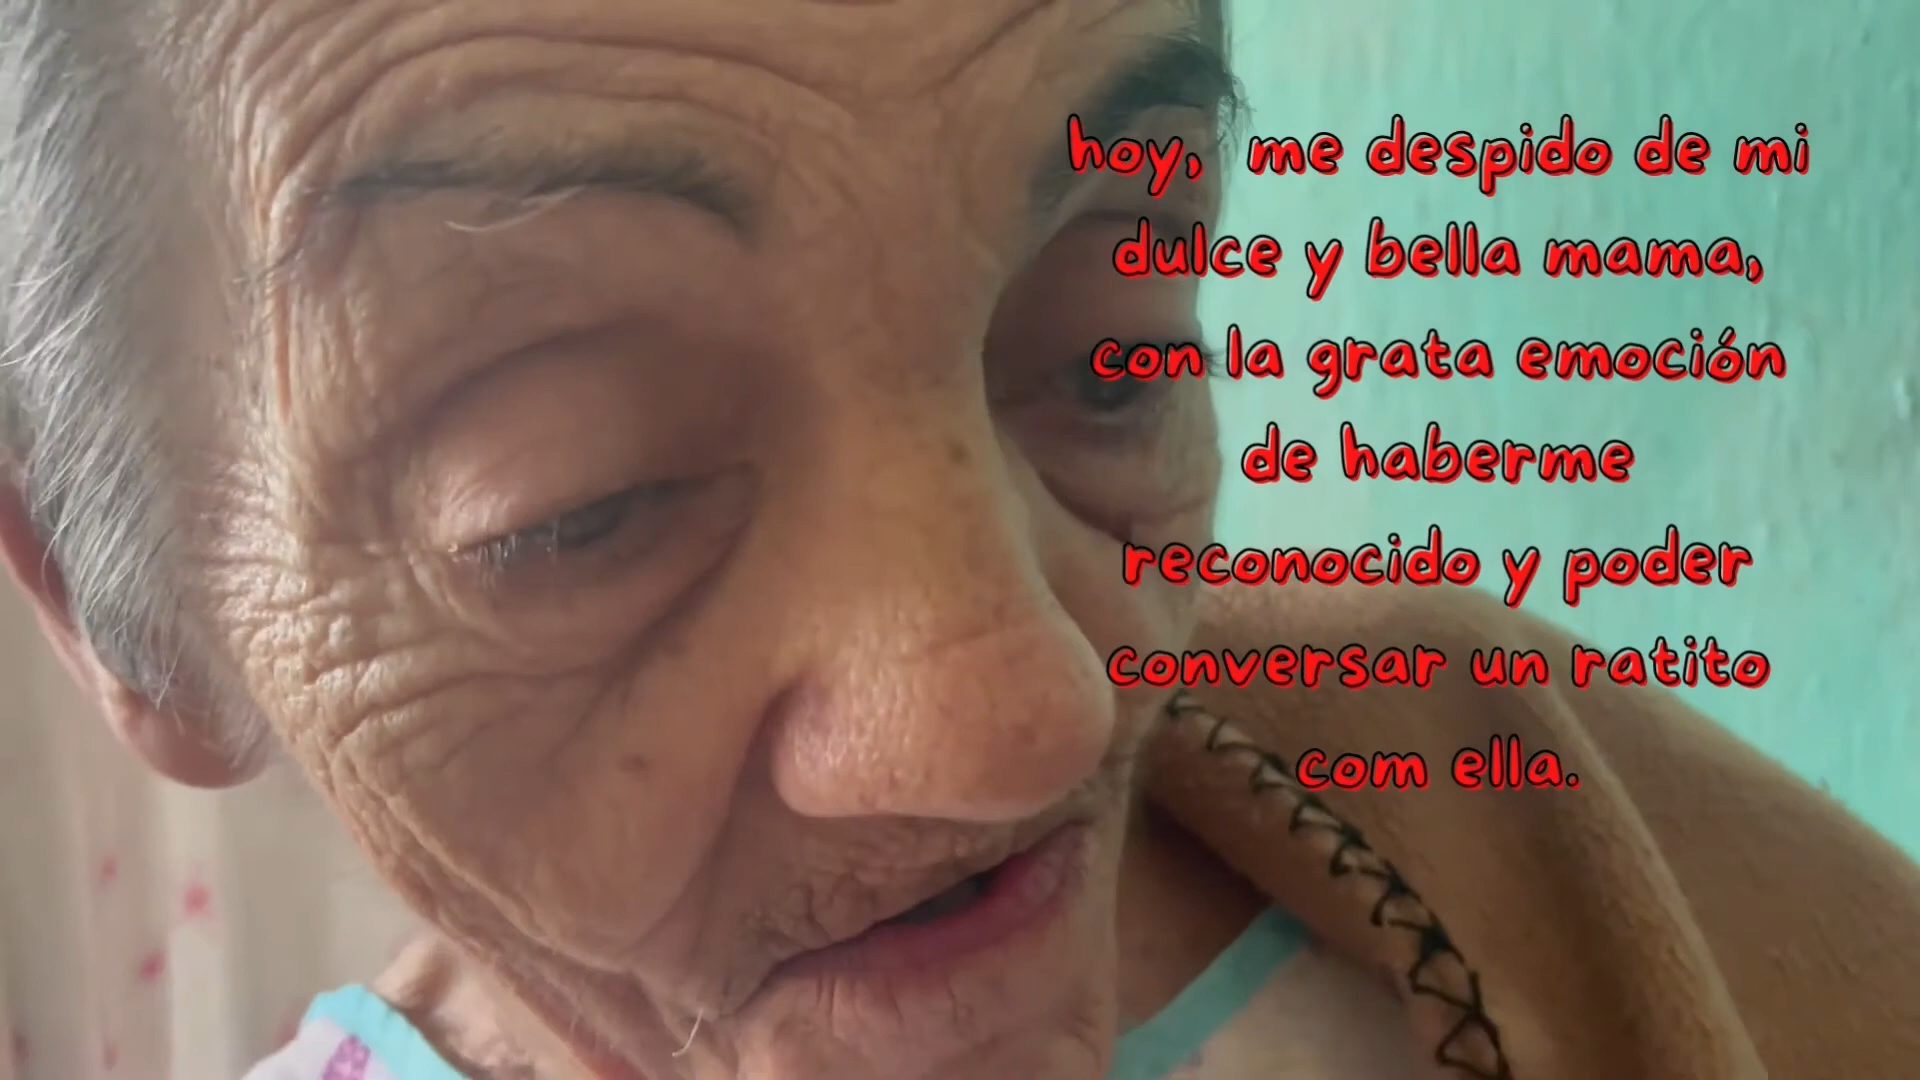 hoy, me despido de mi
dulce y bella mama,
con la grata emoción
de haberme
reconocido y poder
conversar un ratito
com ella.